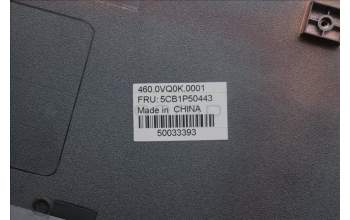 460.0VQ0K.0001
FRU: 5CB1P50443
Made in CHINA
50033393